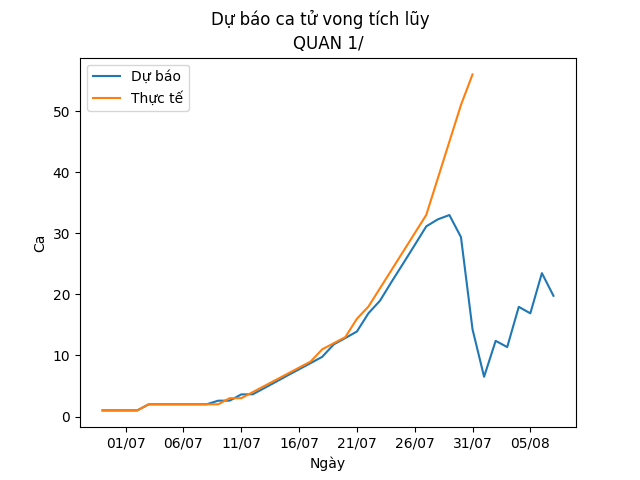 Dự báo ca tử vong tích lũy
QUAN 1/
Dự báo
Thực tế
50
40
30
20
10
0
Ca
01/07 06/07 11/07 16/07 21/07 26/07 31/07 05/08
Ngày